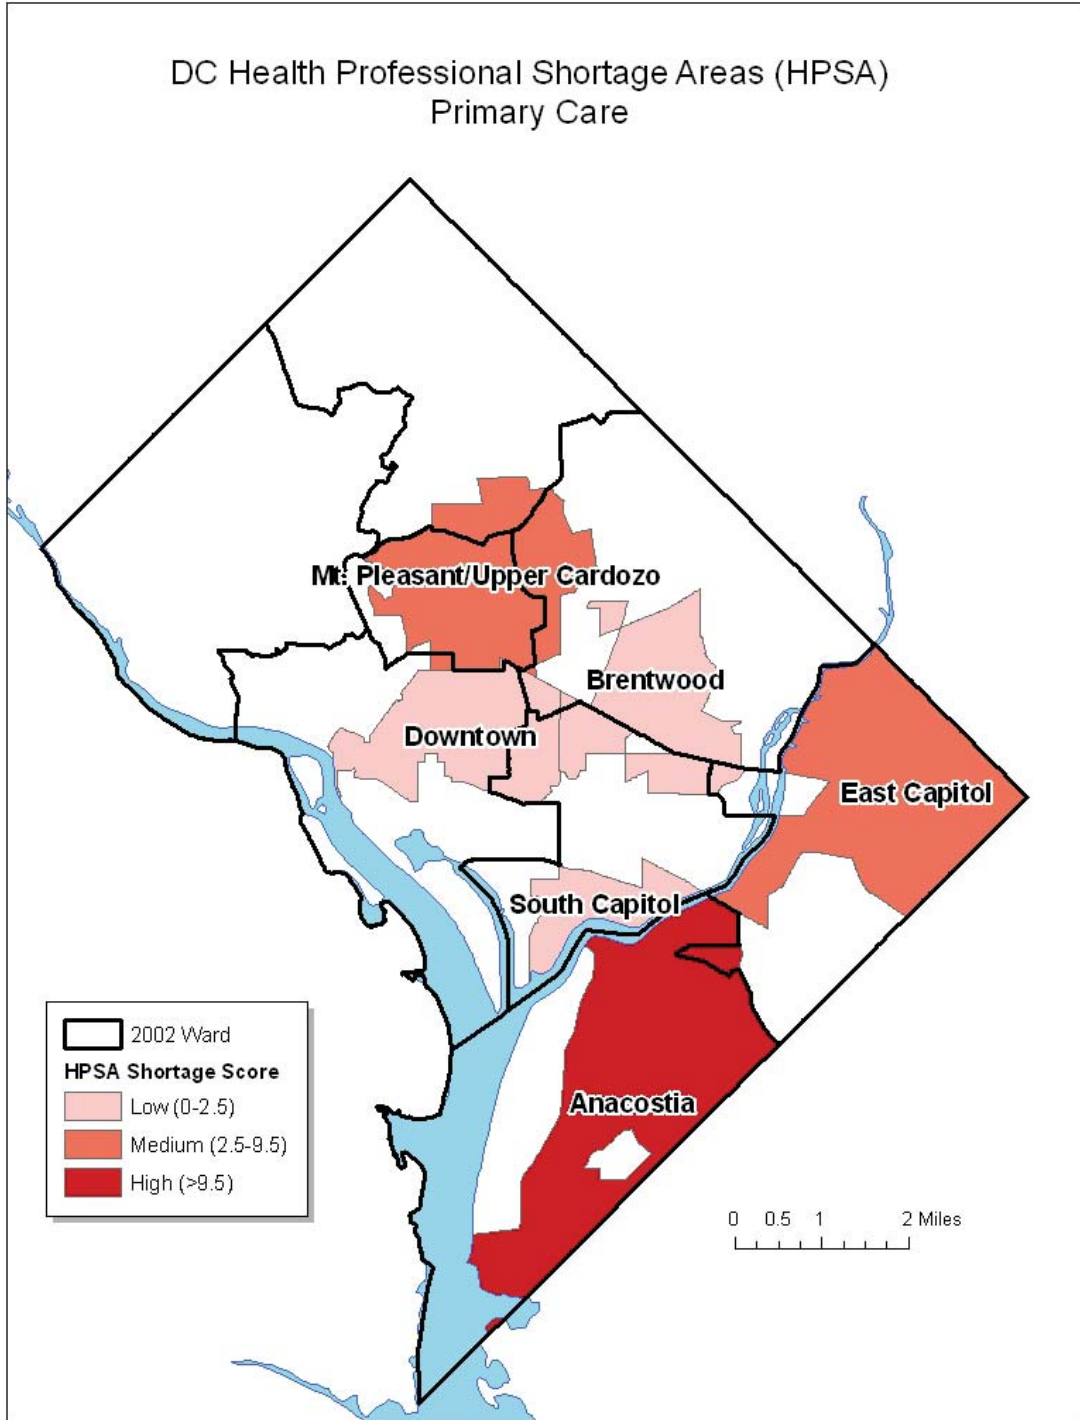 DC Health Professional Shortage Areas (HPSA)
Primary Care
Mt. Pleasant/Upper Cardozo
Brentwood
Downtown
East Capitol
South Capitol
Anacostia
2002 Ward
HPSA Shortage Score
Low (0-2.5)
Medium (2.5-9.5)
High (>9.5)
0 0.5 1 2 Miles